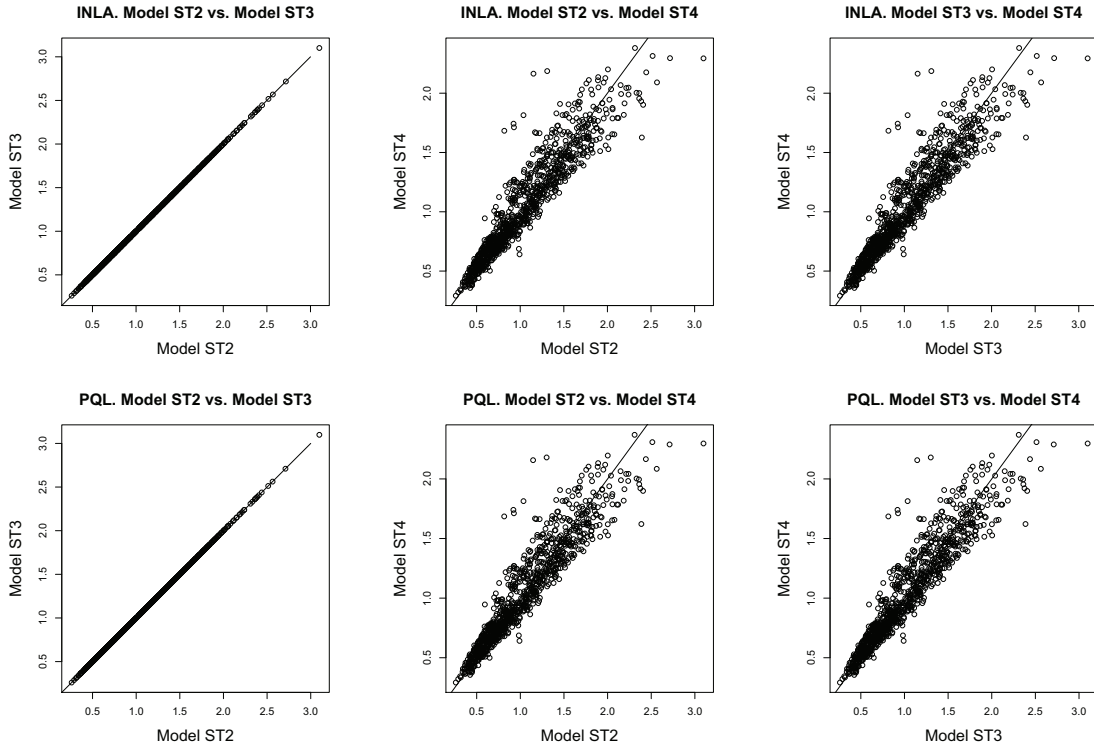 INLA. Model ST2 vs. Model ST3
INLA. Model ST2 vs. Model ST4
INLA. Model ST3 vs. Model ST4
Model ST3
0.5 1.0 1.5 2.0 2.5 3.0
0.5 1.0 1.5 2.0 2.5 3.0
Model ST2
Model ST4
0.5 1.0 1.5 2.0
0.5 1.0 1.5 2.0 2.5 3.0
Model ST2
Model ST4
0.5 1.0 1.5 2.0
0.5 1.0 1.5 2.0 2.5 3.0
Model ST3
PQL. Model ST2 vs. Model ST3
PQL. Model ST2 vs. Model ST4
PQL. Model ST3 vs. Model ST4
Model ST3
0.5 1.0 1.5 2.0 2.5 3.0
0.5 1.0 1.5 2.0 2.5 3.0
Model ST2
Model ST4
0.5 1.0 1.5 2.0
0.5 1.0 1.5 2.0 2.5 3.0
Model ST2
Model ST4
0.5 1.0 1.5 2.0
0.5 1.0 1.5 2.0 2.5 3.0
Model ST3